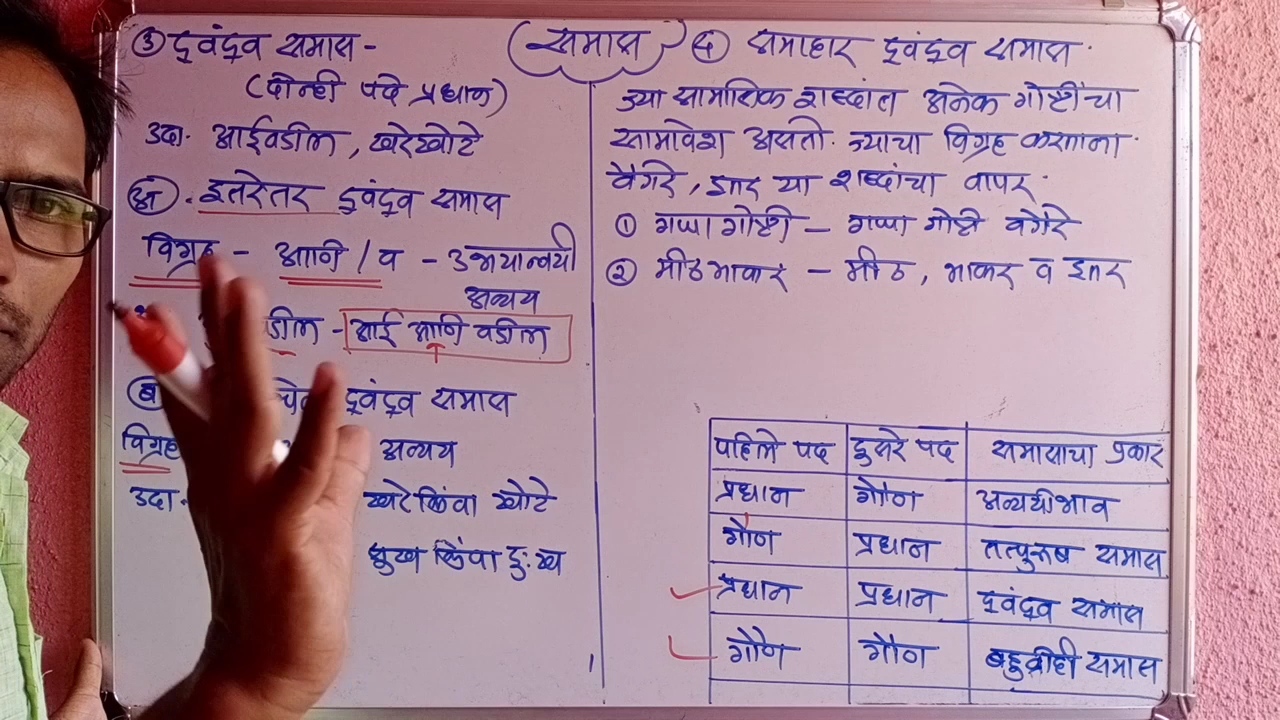 ③ द्वंद्व समास -
(दोन्ही पदे प्रधान)
उदा. आईवडील, खरेखोटे
अ. इतरेतर द्वंद्व समास
विग्रह - आणि / व - उभयान्वयी
अव्यय
डील - आई आणि वडील
ब द्वंद्व समास
विग्रह अव्यय
उदा. खरे किंवा खोटे
सुख किंवा दुःख
समास
क समाहार द्वंद्व समास.
ज्या सामासिक शब्दांत अनेक गोष्टींचा
सामावेश असतो. ज्याचा विग्रह करताना
वैगेरे, इतर या शब्दांचा वापर.
① गप्पागोष्टी - गप्पा गोष्टी वगैरे
② मीठभाकर - मीठ, भाकर व इतर
पहिले पद दुसरे पद समासाचा प्रकार
प्रधान गौण अव्ययीभाव
गौण प्रधान तत्पुरूष समास
प्रधान प्रधान द्वंद्व समास
गौण गौण बहुव्रीही समास